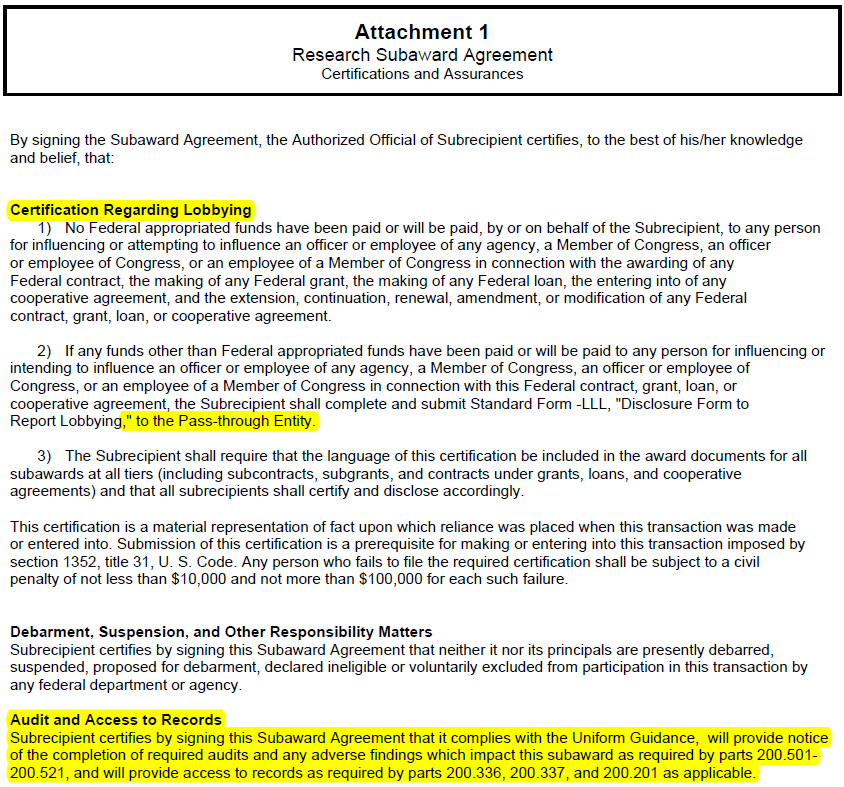 Attachment 1
Research Subaward Agreement
Certifications and Assurances
By signing the Subaward Agreement, the Authorized Official of Subrecipient certifies, to the best of his/her knowledge
and belief, that:
Certification Regarding Lobbying
1) No Federal appropriated funds have been paid or will be paid, by or on behalf of the Subrecipient, to any person
for influencing or attempting to influence an officer or employee of any agency, a Member of Congress, an officer
or employee of Congress, or an employee of a Member of Congress in connection with the awarding of any
Federal contract, the making of any Federal grant, the making of any Federal loan, the entering into of any
cooperative agreement, and the extension, continuation, renewal, amendment, or modification of any Federal
contract, grant, loan, or cooperative agreement.
2) If any funds other than Federal appropriated funds have been paid or will be paid to any person for influencing or
intending to influence an officer or employee of any agency, a Member of Congress, an officer or employee of
Congress, or an employee of a Member of Congress in connection with this Federal contract, grant, loan, or
cooperative agreement, the Subrecipient shall complete and submit Standard Form -LLL, "Disclosure Form to
Report Lobbying," to the Pass-through Entity.
3) The Subrecipient shall require that the language of this certification be included in the award documents for all
subawards at all tiers (including subcontracts, subgrants, and contracts under grants, loans, and cooperative
agreements) and that all subrecipients shall certify and disclose accordingly.
This certification is a material representation of fact upon which reliance was placed when this transaction was made
or entered into. Submission of this certification is a prerequisite for making or entering into this transaction imposed by
section 1352, title 31, U. S. Code. Any person who fails to file the required certification shall be subject to a civil
penalty of not less than $10,000 and not more than $100,000 for each such failure.
Debarment, Suspension, and Other Responsibility Matters
Subrecipient certifies by signing this Subaward Agreement that neither it nor its principals are presently debarred,
suspended, proposed for debarment, declared ineligible or voluntarily excluded from participation in this transaction by
any federal department or agency.
Audit and Access to Records
Subrecipient certifies by signing this Subaward Agreement that it complies with the Uniform Guidance, will provide notice
of the completion of required audits and any adverse findings which impact this subaward as required by parts 200.501-
200.521, and will provide access to records as required by parts 200.336, 200.337, and 200.201 as applicable.